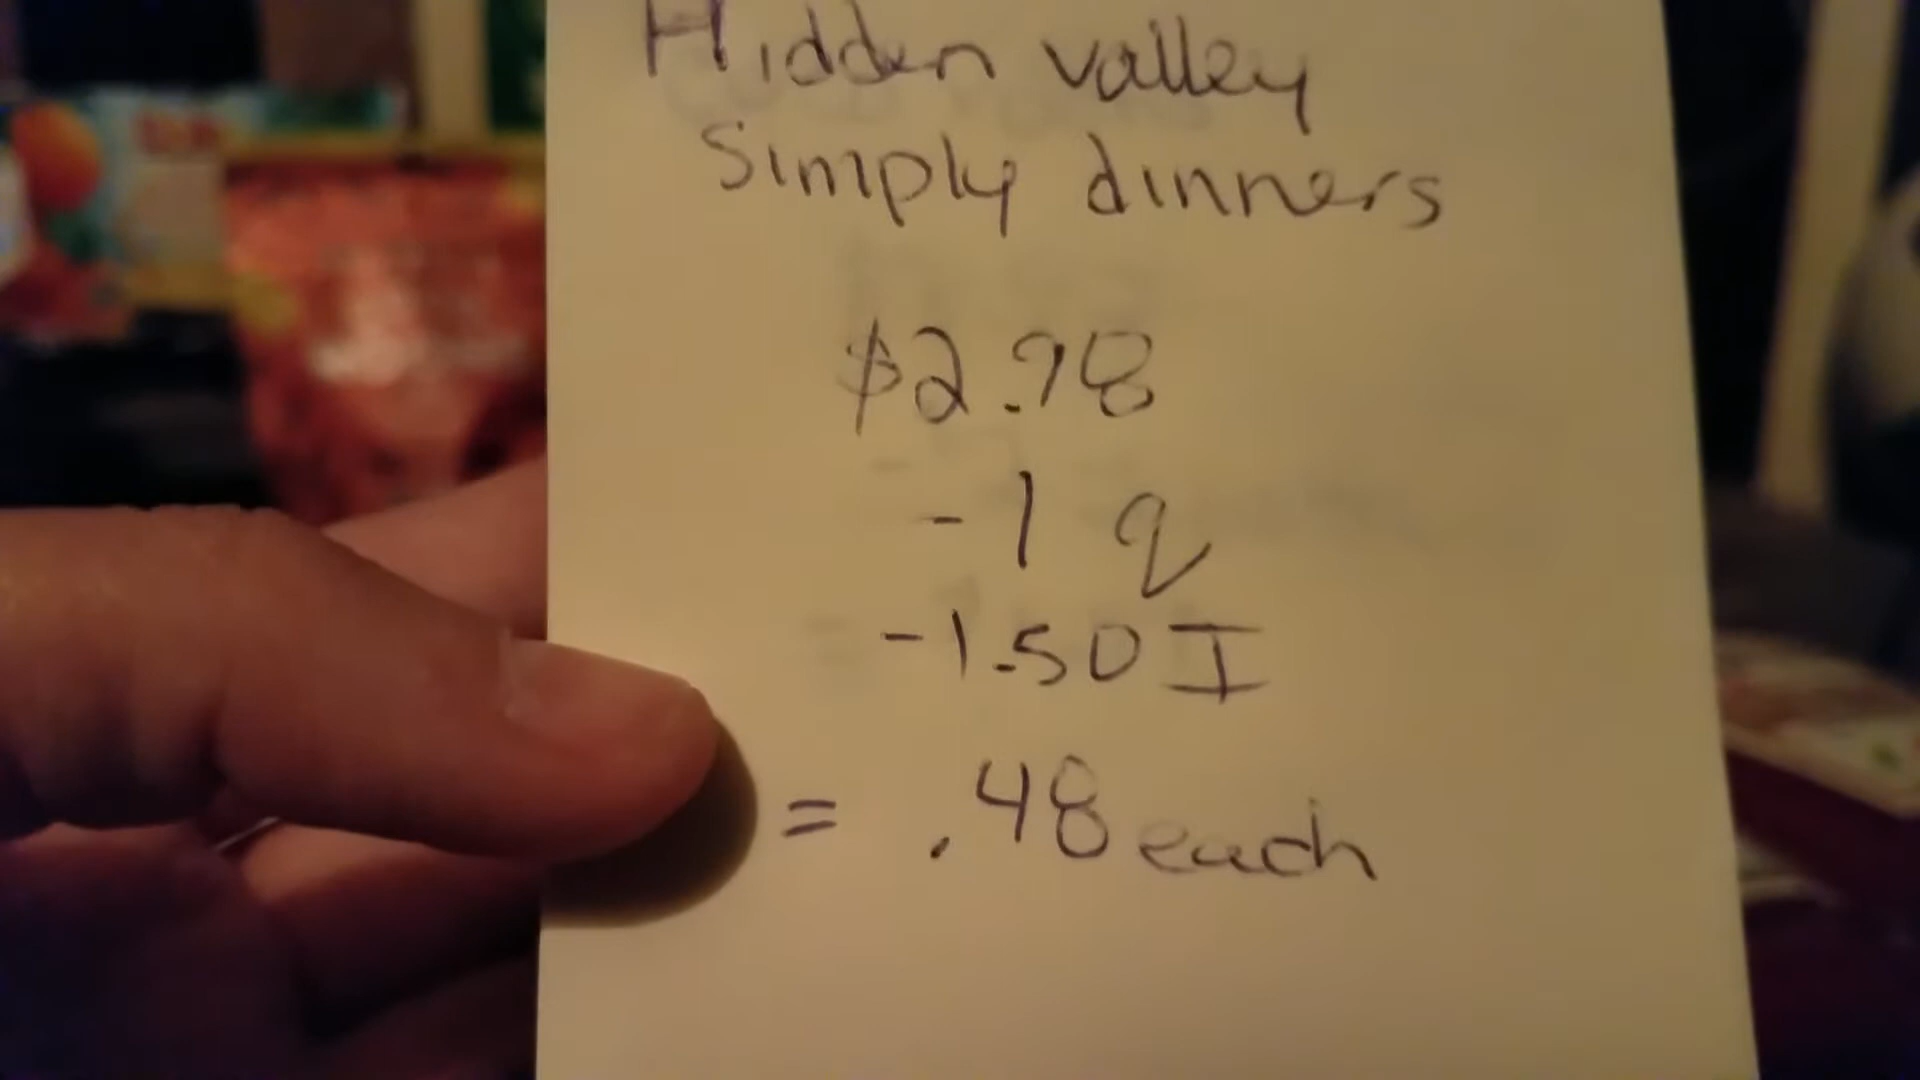 Hidden valley
Simply dinners
$2.98
-1 q
-1.50 I
= .48 each